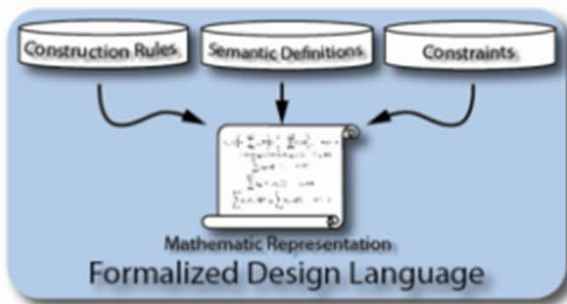 Construction Rules
Semantic Definitions
Constraints
Mathematic Representation
Formalized Design Language